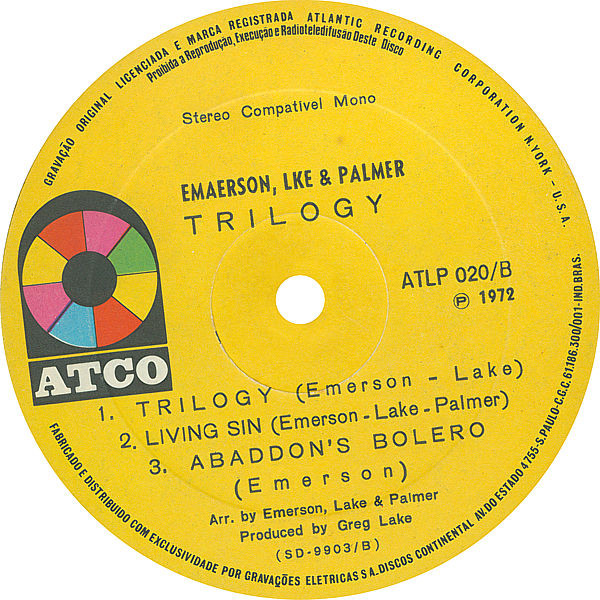 GRAVAÇÃO ORIGINAL LICENCIADA E MARCA REGISTRADA ATLANTIC RECORDING CORPORATION N.YORK - U.S.A.
Proibida a Reprodução, Execução e Radioteledifusão Deste Disco
Stereo Compatível Mono
EMAERSON, LKE & PALMER
TRILOGY
ATLP 020/B
Ⓟ 1972
ATCO
1. TRILOGY (Emerson - Lake)
2. LIVING SIN (Emerson - Lake - Palmer)
3. ABADDON'S BOLERO
(Emerson)
Arr. by Emerson, Lake & Palmer
Produced by Greg Lake
(SD-9903/B)
FABRICADO E DISTRIBUIDO COM EXCLUSIVIDADE POR GRAVAÇÕES ELETRICAS S A. DISCOS CONTINENTAL AV. DO ESTADO 4755-S. PAULO-C.G.C. 61.186.300/001-IND. BRAS.